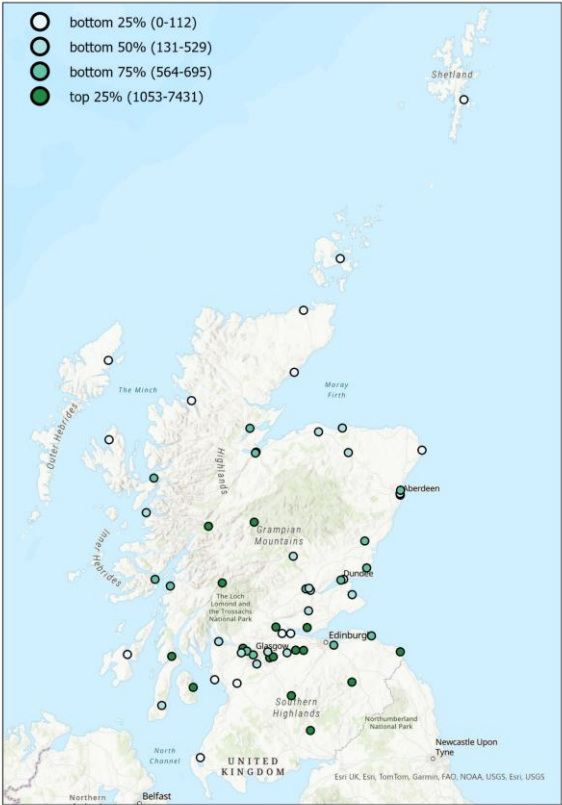 bottom 25% (0-112)
bottom 50% (131-529)
bottom 75% (564-695)
top 25% (1053-7431)
Shetland
The Minch
Moray
Firth
Outer Hebrides
Highlands
Aberdeen
Grampian
Mountains
Inner Hebrides
Dundee
The Loch
Lomond and
the Trossachs
National Park
Edinburgh
Glasgow
Southern
Highlands
Northumberland
National Park
North
Channel
UNITED
KINGDOM
Newcastle Upon
Tyne
Esri UK, Esri, TomTom, Garmin, FAO, NOAA, USGS, Esri, USGS
Northern
Belfast